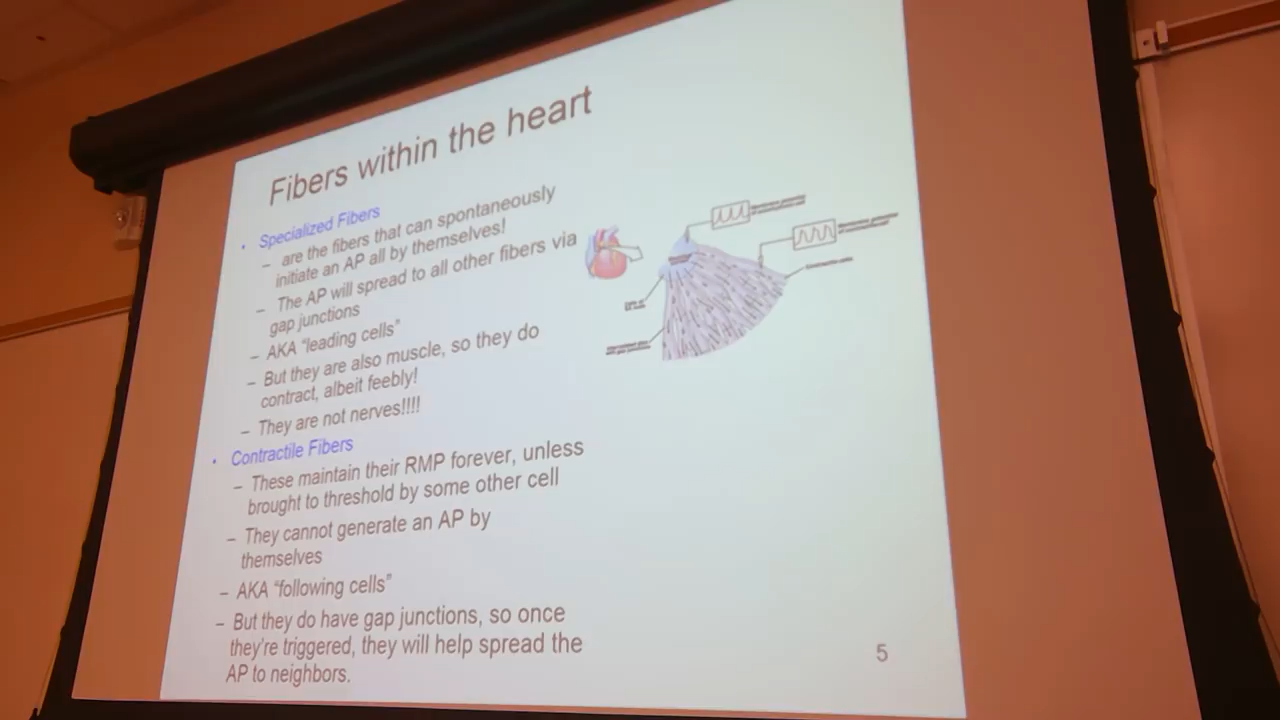 Fibers within the heart
• Specialized Fibers
– are the fibers that can spontaneously
initiate an AP all by themselves!
– The AP will spread to all other fibers via
gap junctions
– AKA “leading cells”
– But they are also muscle, so they do
contract, albeit feebly!
– They are not nerves!!!!
• Contractile Fibers
– These maintain their RMP forever, unless
brought to threshold by some other cell
– They cannot generate an AP by
themselves
– AKA “following cells”
– But they do have gap junctions, so once
they're triggered, they will help spread the
AP to neighbors.
5